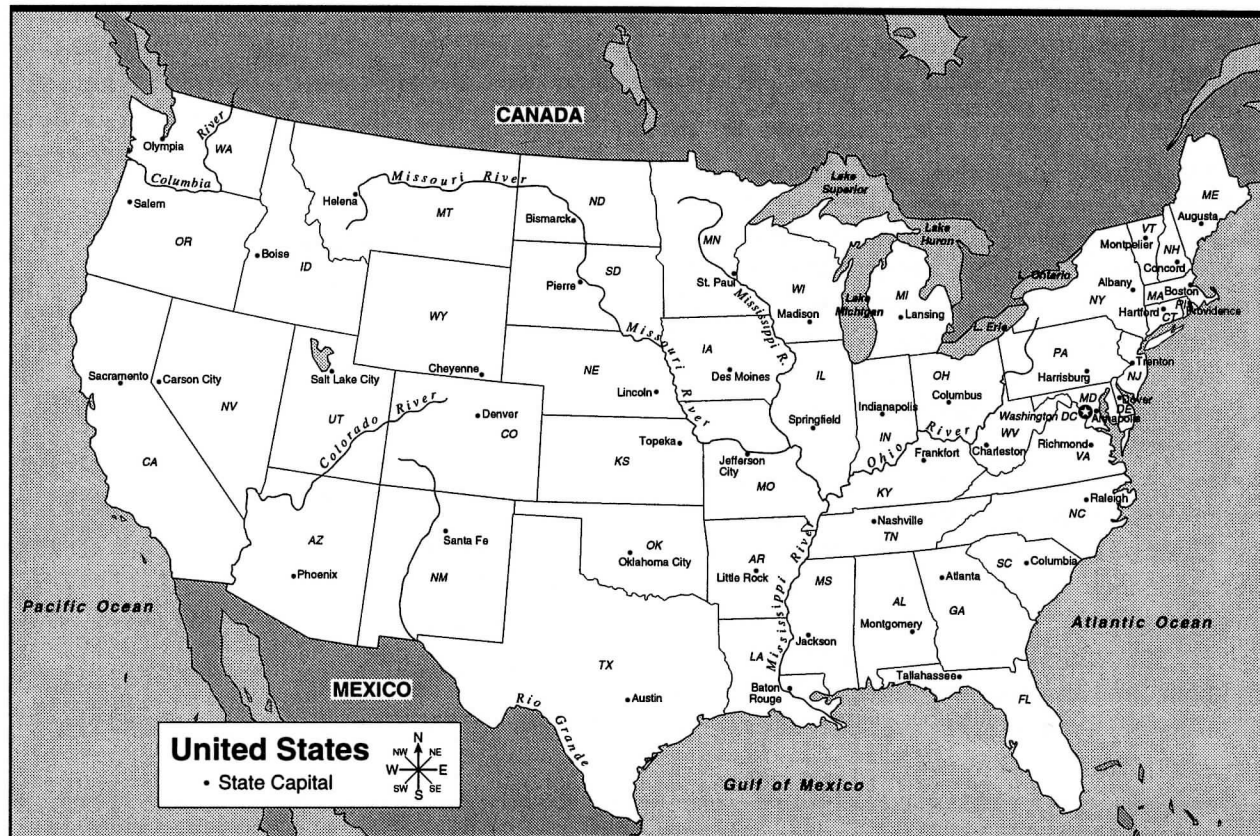 CANADA
Olympia
River
WA
Columbia
Salem
OR
Boise
ID
Helena
Missouri River
MT
Bismarck
ND
Pierre
SD
MN
St. Paul
Mississippi R.
Lake
Superior
Lake
Huron
Lake
Michigan
L. Ontario
L. Erie
WI
Madison
MI
Lansing
ME
Augusta
VT
Montpelier
NH
Concord
Albany
NY
MA
Boston
Hartford
CT
RI
Providence
WY
Cheyenne
Missouri River
NE
Lincoln
IA
Des Moines
IL
Springfield
Indianapolis
IN
OH
Columbus
PA
Harrisburg
Trenton
NJ
MD
Dover
DE
Annapolis
Washington DC
WV
Charleston
Richmond
VA
Sacramento
Carson City
NV
CA
Salt Lake City
UT
Colorado River
Denver
CO
Topeka
KS
Jefferson
City
MO
Ohio River
Frankfort
KY
Nashville
TN
Raleigh
NC
AZ
Phoenix
Santa Fe
NM
OK
Oklahoma City
AR
Little Rock
Mississippi River
MS
Jackson
AL
Montgomery
Atlanta
GA
SC
Columbia
Pacific Ocean
Atlantic Ocean
MEXICO
TX
Austin
Rio Grande
LA
Baton
Rouge
Tallahassee
FL
Gulf of Mexico
United States
• State Capital
N
NW NE
W E
SW SE
S